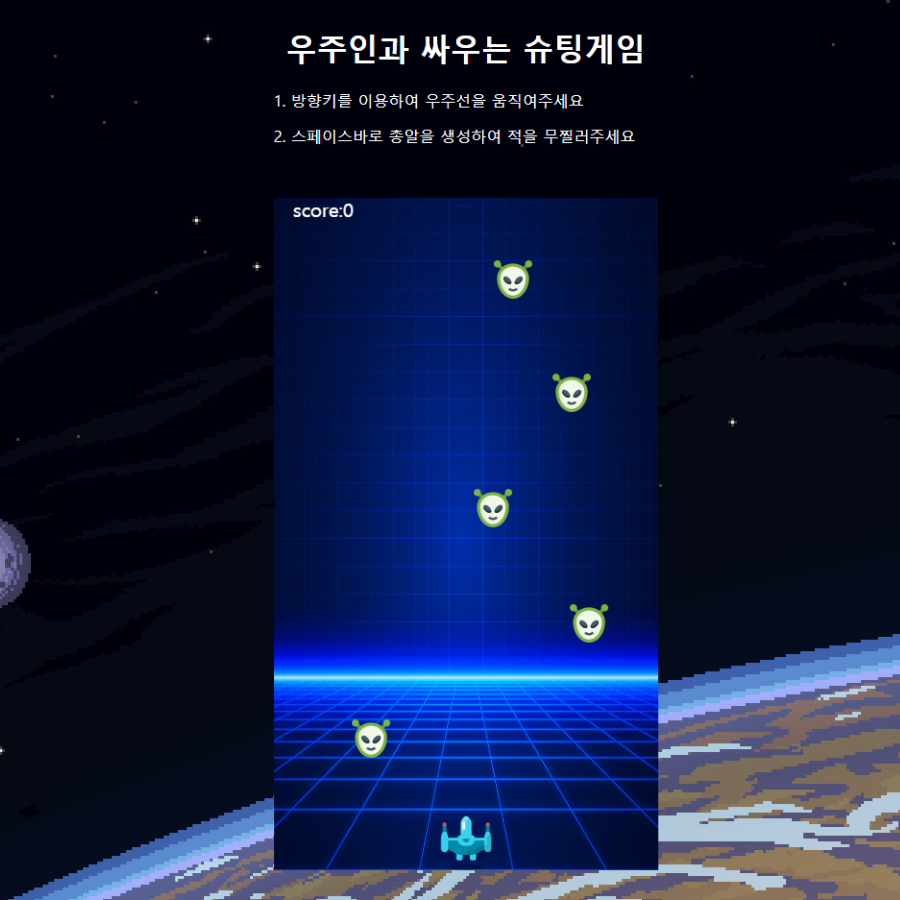 우주인과 싸우는 슈팅게임
1. 방향키를 이용하여 우주선을 움직여주세요
2. 스페이스바로 총알을 생성하여 적을 무찔러주세요
score:0